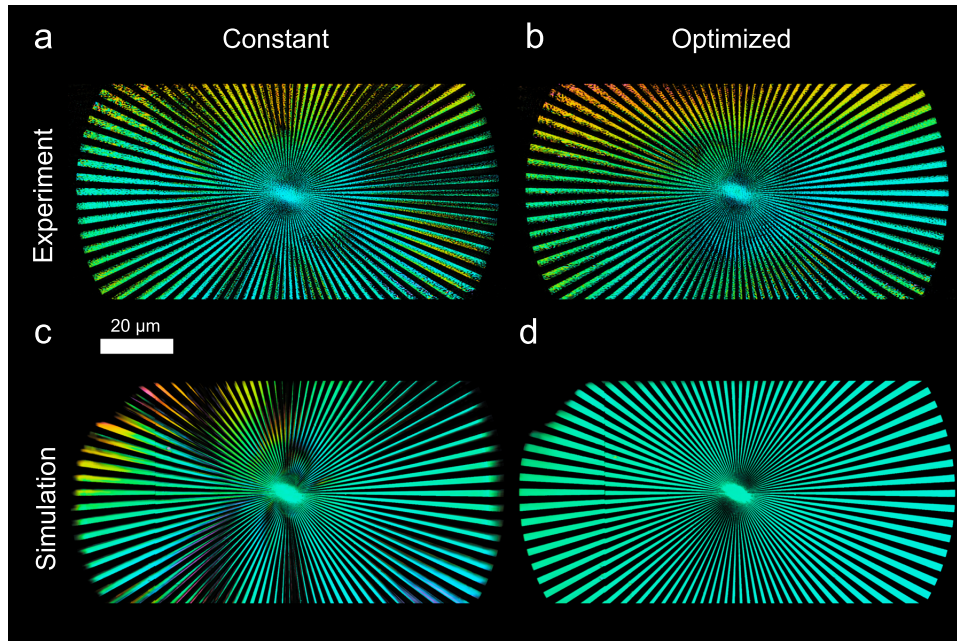 a
Constant
b
Optimized
Experiment
c
20 µm
d
Simulation